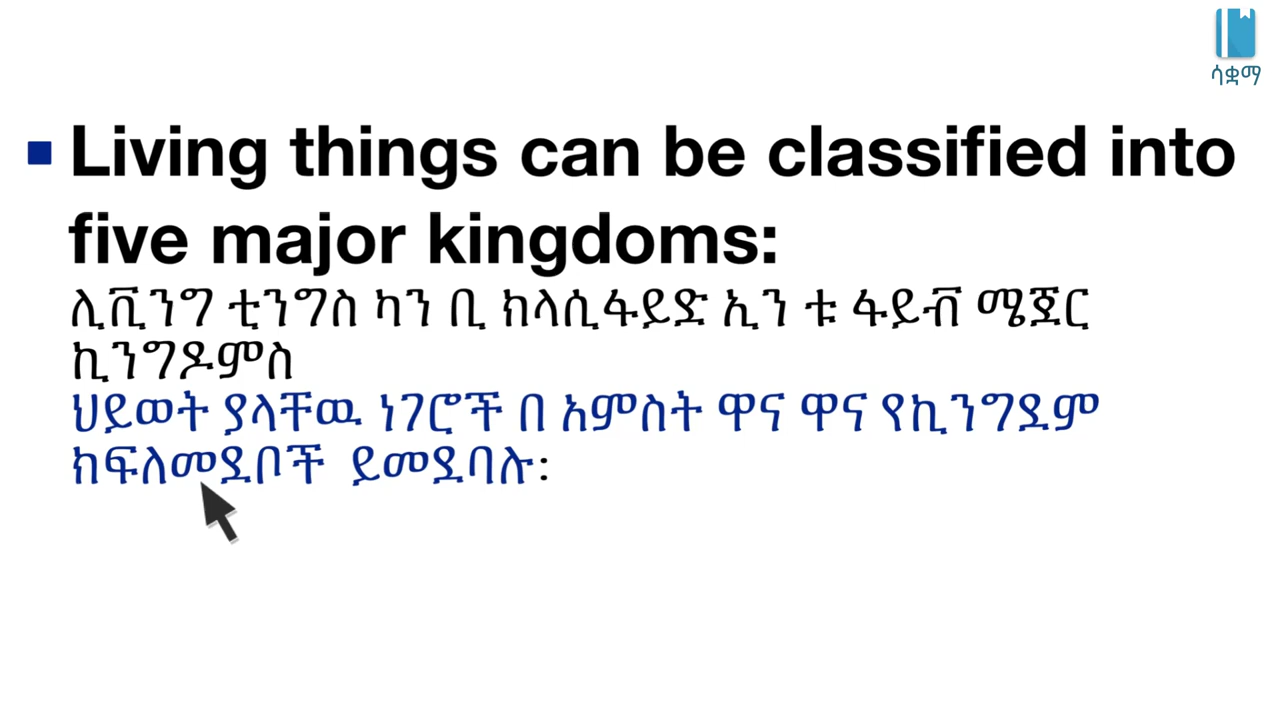 ሳቋማ
Living things can be classified into
five major kingdoms:
ሊቪንግ ቲንግስ ካን ቢ ክላሲፋይድ ኢን ቱ ፋይቭ ሜጀር
ኪንግዶምስ
ህይወት ያላቸዉ ነገሮች በ አምስት ዋና ዋና የኪንግደም
ክፍለመደቦች ይመደባሉ፡